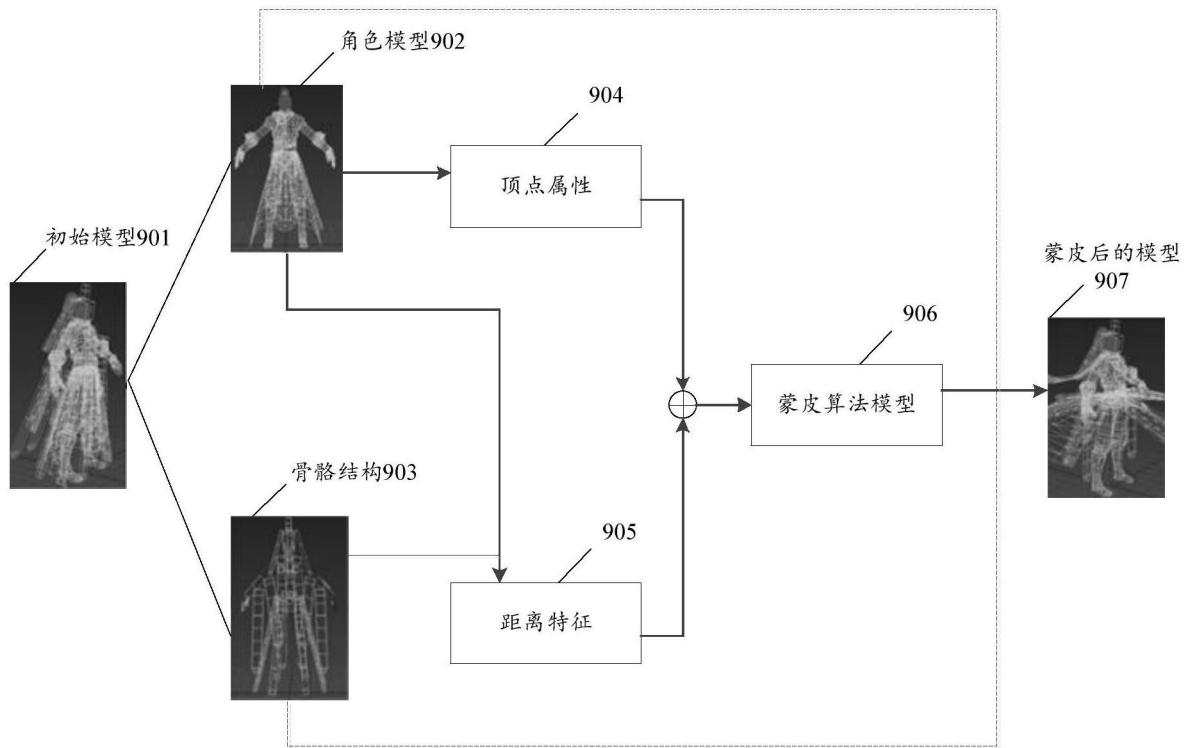 角色模型902
904
顶点属性
初始模型901
蒙皮后的模型
907
906
蒙皮算法模型
骨骼结构903
905
距离特征